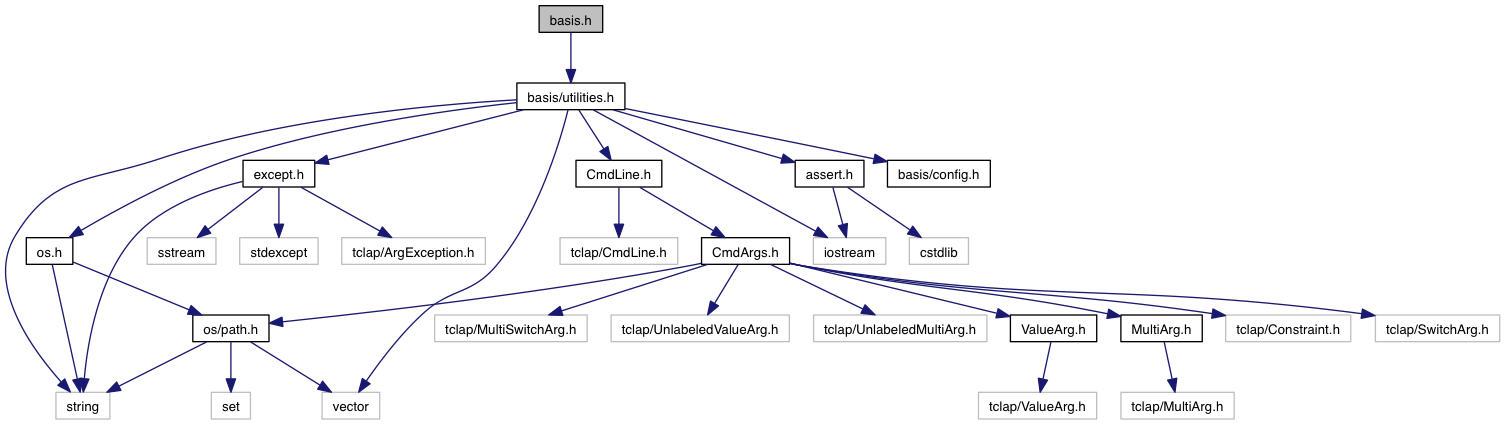 basis.h
basis/utilities.h
except.h
CmdLine.h
assert.h
basis/config.h
os.h
sstream
stdexcept
tclap/ArgException.h
tclap/CmdLine.h
CmdArgs.h
iostream
cstdlib
os/path.h
tclap/MultiSwitchArg.h
tclap/UnlabeledValueArg.h
tclap/UnlabeledMultiArg.h
ValueArg.h
MultiArg.h
tclap/Constraint.h
tclap/SwitchArg.h
string
set
vector
tclap/ValueArg.h
tclap/MultiArg.h